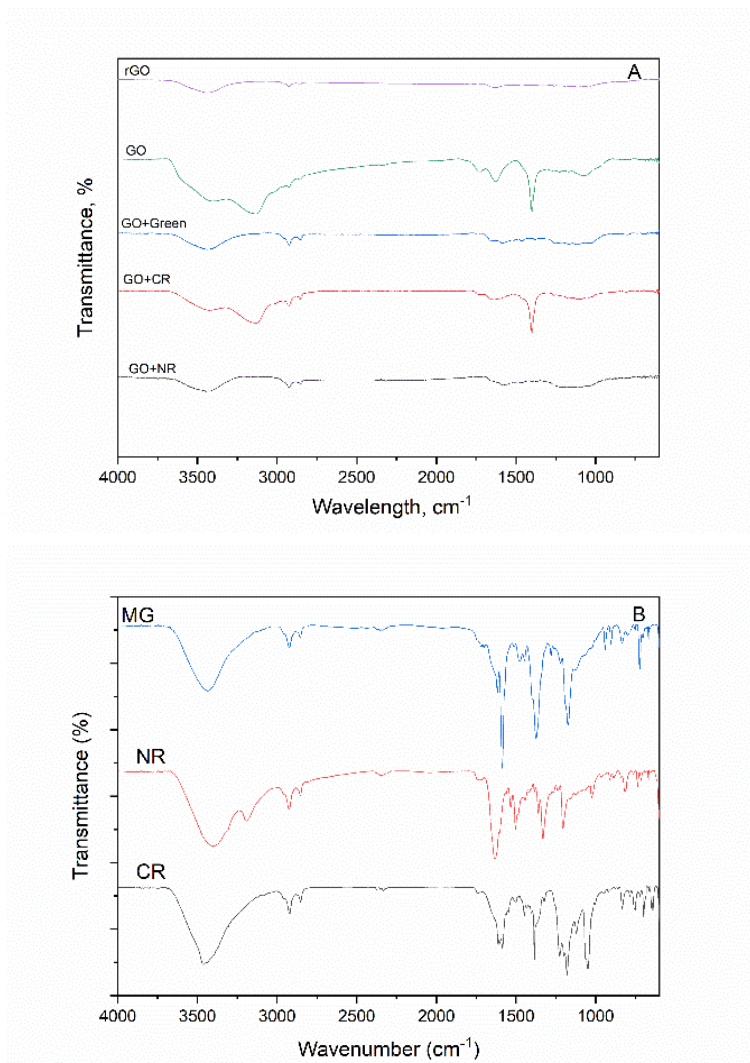 rGO
A
GO
GO+Green
GO+CR
GO+NR
Transmittance, %
4000 3500 3000 2500 2000 1500 1000
Wavelength, cm-1
MG
B
NR
CR
Transmittance (%)
4000 3500 3000 2500 2000 1500 1000
Wavenumber (cm-1)